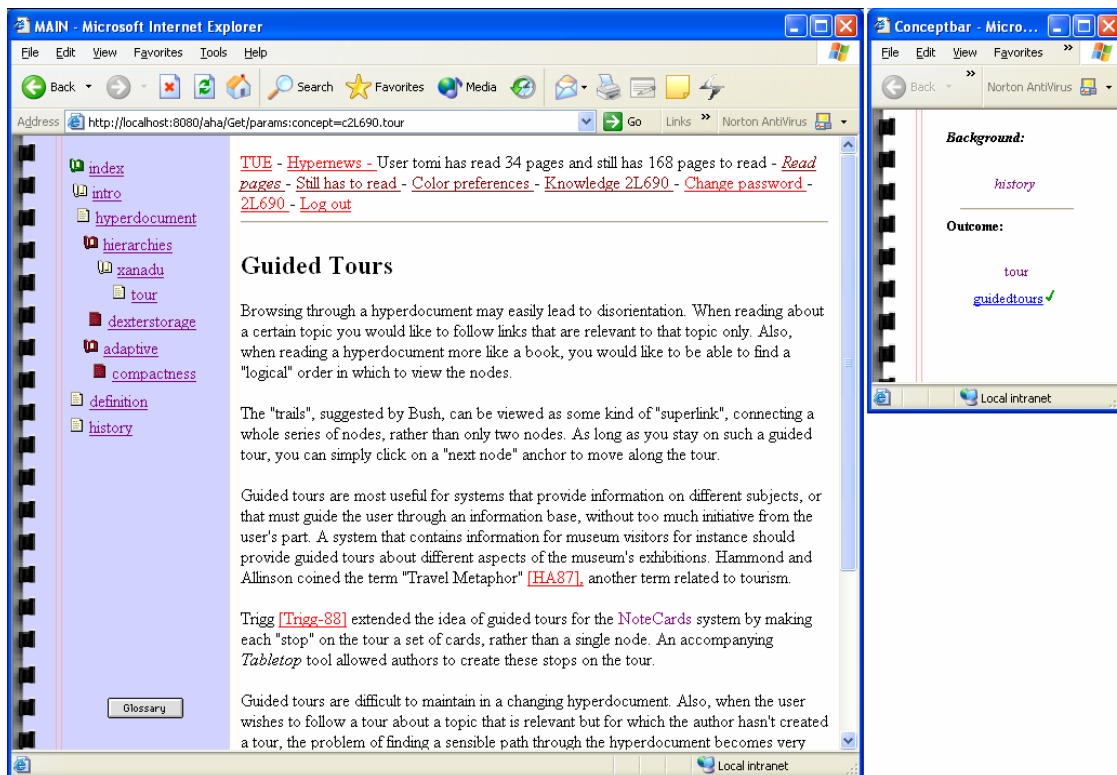 MAIN - Microsoft Internet Explorer
File Edit View Favorites Tools Help
Back Search Favorites Media
Address http://localhost:8080/aha/Get/params:concept=c2L690.tour Go Links » Norton AntiVirus
index
intro
hyperdocument
hierarchies
xanadu
tour
dexterstorage
adaptive
compactness
definition
history
Glossary
TUE - Hypernews - User tomi has read 34 pages and still has 168 pages to read - Read
pages - Still has to read - Color preferences - Knowledge 2L690 - Change password -
2L690 - Log out
Guided Tours
Browsing through a hyperdocument may easily lead to disorientation. When reading about
a certain topic you would like to follow links that are relevant to that topic only. Also,
when reading a hyperdocument more like a book, you would like to be able to find a
"logical" order in which to view the nodes.
The "trails", suggested by Bush, can be viewed as some kind of "superlink", connecting a
whole series of nodes, rather than only two nodes. As long as you stay on such a guided
tour, you can simply click on a "next node" anchor to move along the tour.
Guided tours are most useful for systems that provide information on different subjects, or
that must guide the user through an information base, without too much initiative from the
user's part. A system that contains information for museum visitors for instance should
provide guided tours about different aspects of the museum's exhibitions. Hammond and
Allinson coined the term "Travel Metaphor" [HA87], another term related to tourism.
Trigg [Trigg-88] extended the idea of guided tours for the NoteCards system by making
each "stop" on the tour a set of cards, rather than a single node. An accompanying
Tabletop tool allowed authors to create these stops on the tour.
Guided tours are difficult to maintain in a changing hyperdocument. Also, when the user
wishes to follow a tour about a topic that is relevant but for which the author hasn't created
a tour, the problem of finding a sensible path through the hyperdocument becomes very
Local intranet
Conceptbar - Micro...
File Edit View Favorites »
Back » Norton AntiVirus
Background:
history
Outcome:
tour
guidedtours
Local intranet